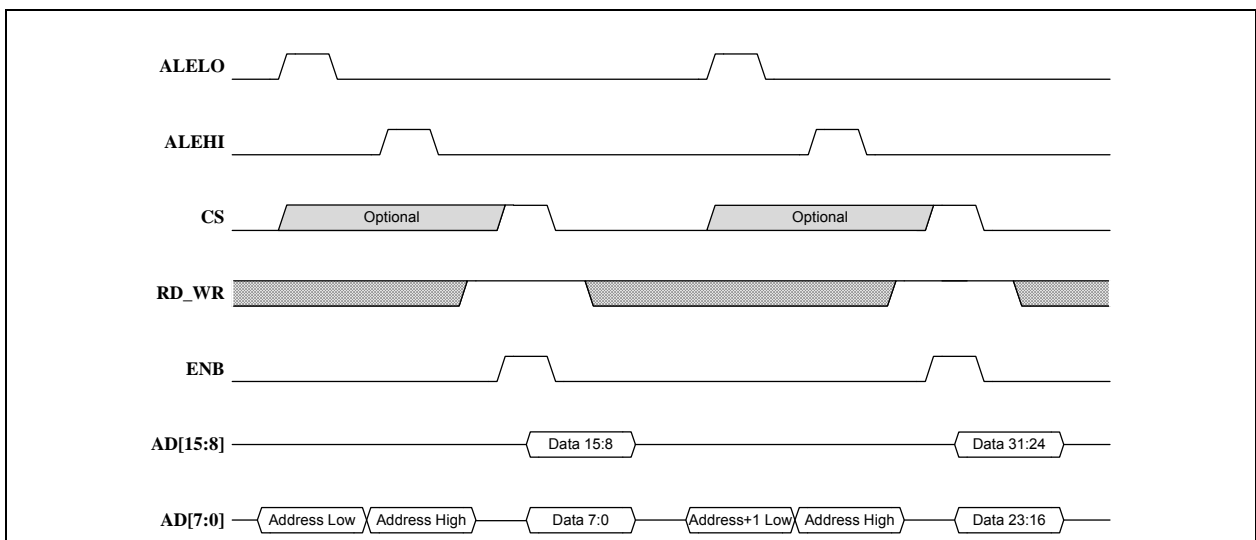 ALELO
ALEHI
CS Optional Optional
RD_WR
ENB
AD[15:8] Data 15:8 Data 31:24
AD[7:0] Address Low Address High Data 7:0 Address+1 Low Address High Data 23:16